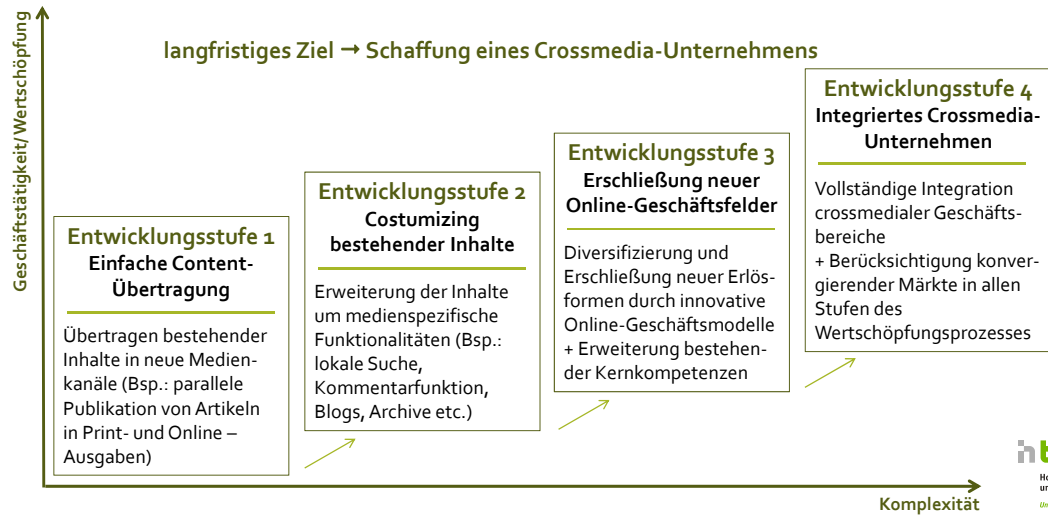 Geschäftstätigkeit/Wertschöpfung
langfristiges Ziel → Schaffung eines Crossmedia-Unternehmens
Entwicklungsstufe 1
Einfache Content-
Übertragung
Übertragen bestehender
Inhalte in neue Medien-
kanäle (Bsp.: parallele
Publikation von Artikeln
in Print- und Online –
Ausgaben)
Entwicklungsstufe 2
Costumizing
bestehender Inhalte
Erweiterung der Inhalte
um medienspezifische
Funktionalitäten (Bsp.:
lokale Suche,
Kommentarfunktion,
Blogs, Archive etc.)
Entwicklungsstufe 3
Erschließung neuer
Online-Geschäftsfelder
Diversifizierung und
Erschließung neuer Erlös-
formen durch innovative
Online-Geschäftsmodelle
+ Erweiterung bestehen-
der Kernkompetenzen
Entwicklungsstufe 4
Integriertes Crossmedia-
Unternehmen
Vollständige Integration
crossmedialer Geschäfts-
bereiche
+ Berücksichtigung konver-
gierender Märkte in allen
Stufen des
Wertschöpfungsprozesses
Komplexität